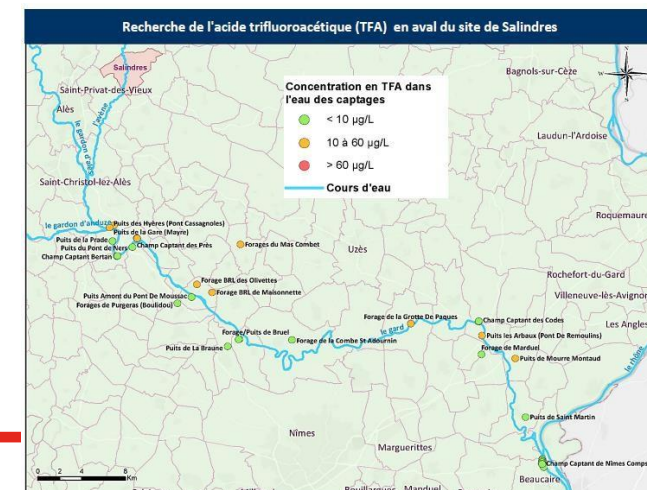 Recherche de l'acide trifluoroacétique (TFA) en aval du site de Salindres
Salindres
Saint-Privat-des-Vieux
Alès
l'avène
le gardon d'alès
Saint-Christol-lez-Alès
Concentration en TFA dans
l'eau des captages
< 10 µg/L
10 à 60 µg/L
> 60 µg/L
Cours d'eau
Bagnols-sur-Cèze
W
Laudun-l'Ardoise
Roquemaure
le gardon d'anduze
Puits des Hyères (Pont Cassagnoles)
Puits de la Gare (Mayre)
Puits de la Prade
Puits du Pont de Ners
Champ Captant des Prés
Champ Captant Bertan
Forages du Mas Combet
Uzès
Rochefort-du-Gard
Villeneuve-lès-Avignon
Forage BRL des Olivettes
Forage BRL de Maisonnette
Puits Amont du Pont De Moussac
Forages de Purgeras (Boulidou)
Les Angles
Forage de la Grotte De Paques
Champ Captant des Codes
le gard
Forage/Puits de Bruel
Puits de La Braune
Forage de la Combe St Adournin
Puits les Arbaux (Pont De Remoulins)
Forage de Marduel
Puits de Mourre Montaud
le rhône
Puits de Saint Martin
Nîmes
Marguerittes
Champ Captant de Nîmes Comps
Beaucaire
0 2 4 8
Km
Bouillargues
Manduel